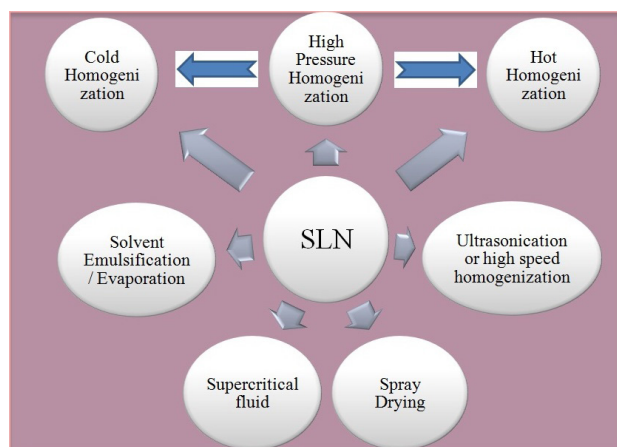 Cold
Homogeni
zation
High
Pressure
Homogeni
zation
Hot
Homogeni
zation
Solvent
Emulsification
/ Evaporation
SLN
Ultrasonication
or high speed
homogenization
Supercritical
fluid
Spray
Drying